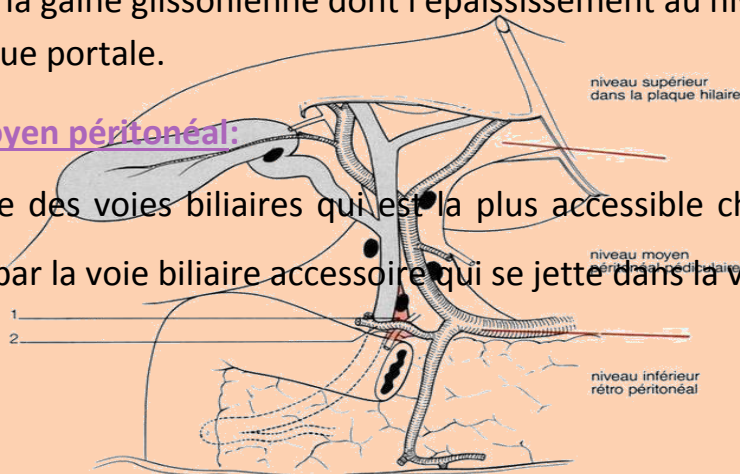 la gaine glissonienne dont l'épaississement au niv
ue portale.
niveau supérieur
dans la plaque hilaire
oyen péritonéal:
e des voies biliaires qui est la plus accessible ch
niveau moyen
péritonéal pédiculaire
par la voie biliaire accessoire qui se jette dans la v
1
2
niveau inférieur
rétro péritonéal